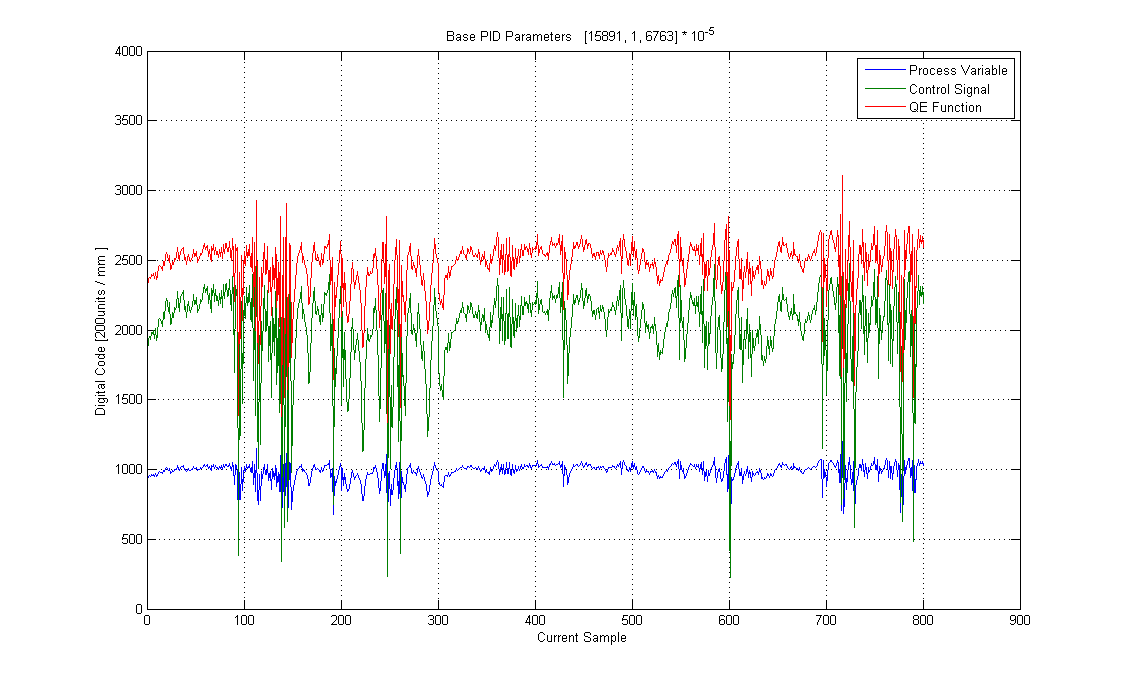 Base PID Parameters [15891, 1, 6763] * 10^-5
4000
3500
3000
2500
2000
1500
1000
500
0
Digital Code [200units / mm ]
Process Variable
Control Signal
QE Function
0 100 200 300 400 500 600 700 800 900
Current Sample